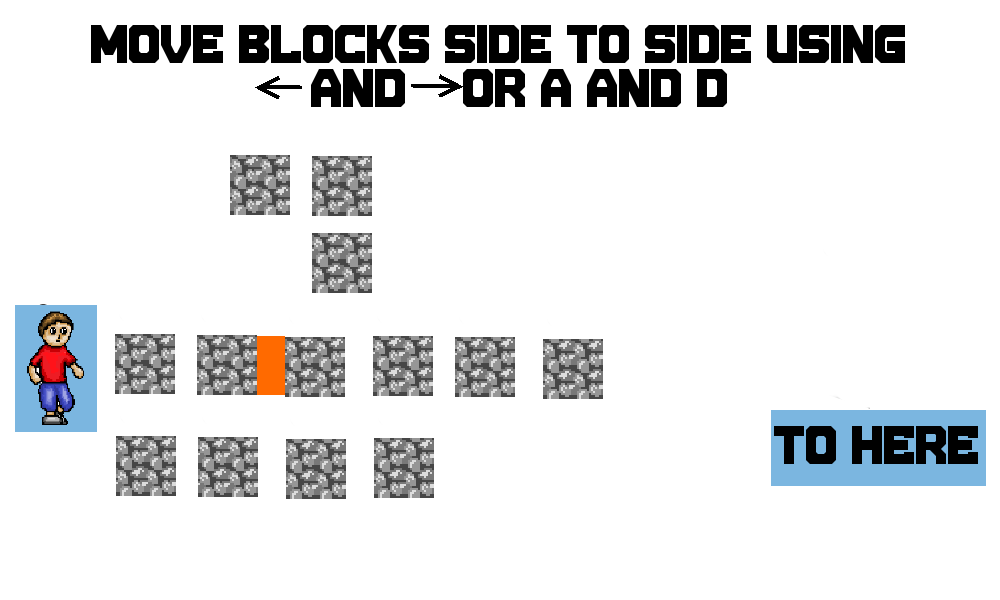 MOVE BLOCKS SIDE TO SIDE USING
← AND → OR A AND D
TO HERE